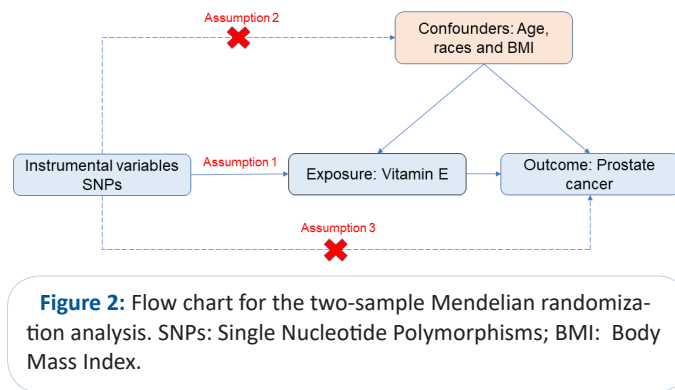 Assumption 2
Confounders: Age,
races and BMI
Instrumental variables
SNPs
Assumption 1
Exposure: Vitamin E
Outcome: Prostate
cancer
Assumption 3
Figure 2: Flow chart for the two-sample Mendelian randomiza-
tion analysis. SNPs: Single Nucleotide Polymorphisms; BMI: Body
Mass Index.